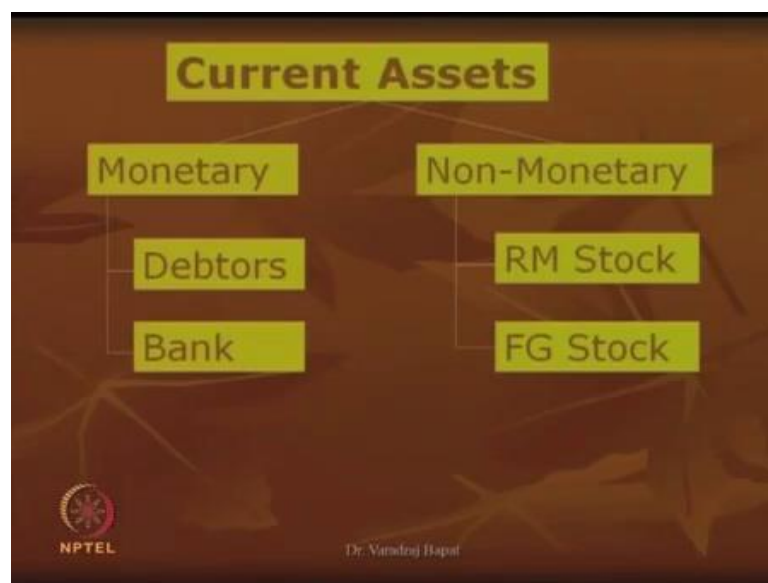 Current Assets
Monetary
Non-Monetary
Debtors
RM Stock
Bank
FG Stock
NPTEL
Dr. Varadraj Bapat